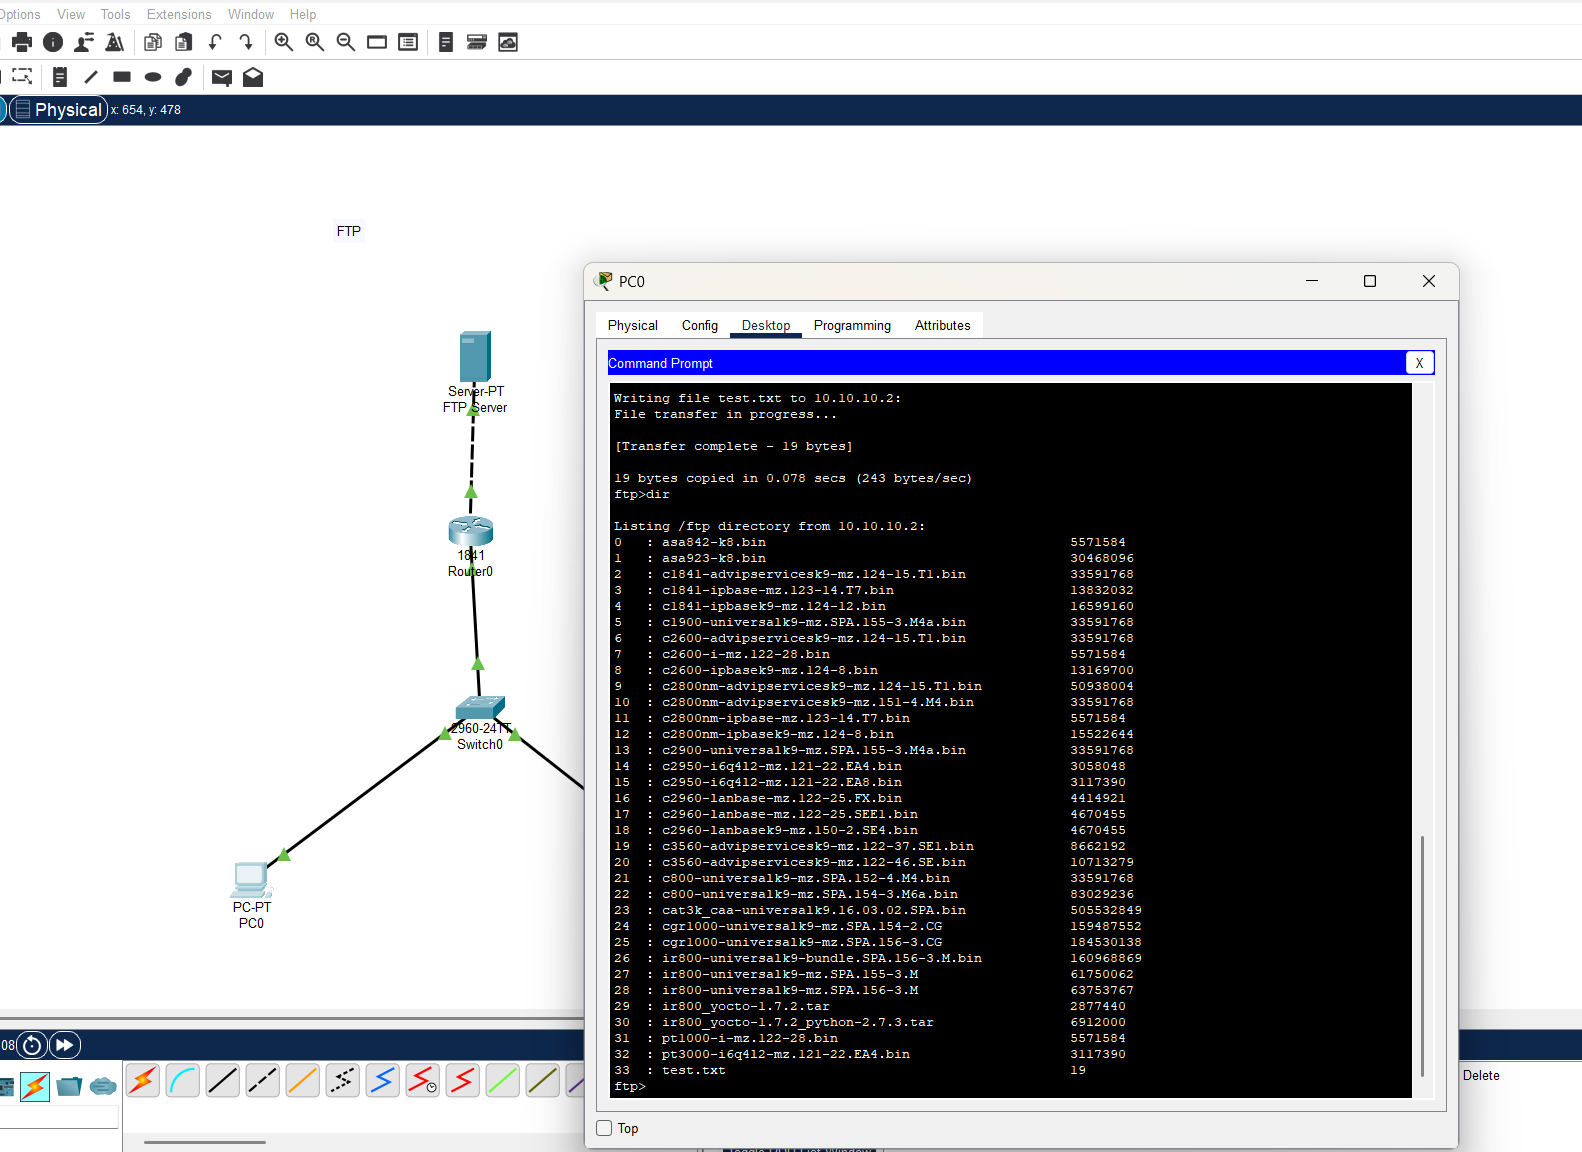 Options View Tools Extensions Window Help
Physical x: 654, y: 478
FTP
Server-PT
FTP Server
1841
Router0
2960-24TT
Switch0
PC-PT
PC0
PC0
Physical Config Desktop Programming Attributes
Command Prompt X
Writing file test.txt to 10.10.10.2:
File transfer in progress...
[Transfer complete - 19 bytes]
19 bytes copied in 0.078 secs (243 bytes/sec)
ftp>dir
Listing /ftp directory from 10.10.10.2:
0 : asa842-k8.bin 5571584
1 : asa923-k8.bin 30468096
2 : c1841-advipservicesk9-mz.124-15.T1.bin 33591768
3 : c1841-ipbase-mz.123-14.T7.bin 13832032
4 : c1841-ipbasek9-mz.124-12.bin 16599160
5 : c1900-universalk9-mz.SPA.155-3.M4a.bin 33591768
6 : c2600-advipservicesk9-mz.124-15.T1.bin 33591768
7 : c2600-i-mz.122-28.bin 5571584
8 : c2600-ipbasek9-mz.124-8.bin 13169700
9 : c2800nm-advipservicesk9-mz.124-15.T1.bin 50938004
10 : c2800nm-advipservicesk9-mz.151-4.M4.bin 33591768
11 : c2800nm-ipbase-mz.123-14.T7.bin 5571584
12 : c2800nm-ipbasek9-mz.124-8.bin 15522644
13 : c2900-universalk9-mz.SPA.155-3.M4a.bin 33591768
14 : c2950-i6q4l2-mz.121-22.EA4.bin 3058048
15 : c2950-i6q4l2-mz.121-22.EA8.bin 3117390
16 : c2960-lanbase-mz.122-25.FX.bin 4414921
17 : c2960-lanbase-mz.122-25.SEE1.bin 4670455
18 : c2960-lanbasek9-mz.150-2.SE4.bin 4670455
19 : c3560-advipservicesk9-mz.122-37.SE1.bin 8662192
20 : c3560-advipservicesk9-mz.122-46.SE.bin 10713279
21 : c800-universalk9-mz.SPA.152-4.M4.bin 33591768
22 : c800-universalk9-mz.SPA.154-3.M6a.bin 83029236
23 : cat3k_caa-universalk9.16.03.02.SPA.bin 505532849
24 : cgr1000-universalk9-mz.SPA.154-2.CG 159487552
25 : cgr1000-universalk9-mz.SPA.156-3.CG 184530138
26 : ir800-universalk9-bundle.SPA.156-3.M.bin 160968869
27 : ir800-universalk9-mz.SPA.155-3.M 61750062
28 : ir800-universalk9-mz.SPA.156-3.M 63753767
29 : ir800_yocto-1.7.2.tar 2877440
30 : ir800_yocto-1.7.2_python-2.7.3.tar 6912000
31 : pt1000-i-mz.122-28.bin 5571584
32 : pt3000-i6q4l2-mz.121-22.EA4.bin 3117390
33 : test.txt 19
ftp>
Top
08
Delete